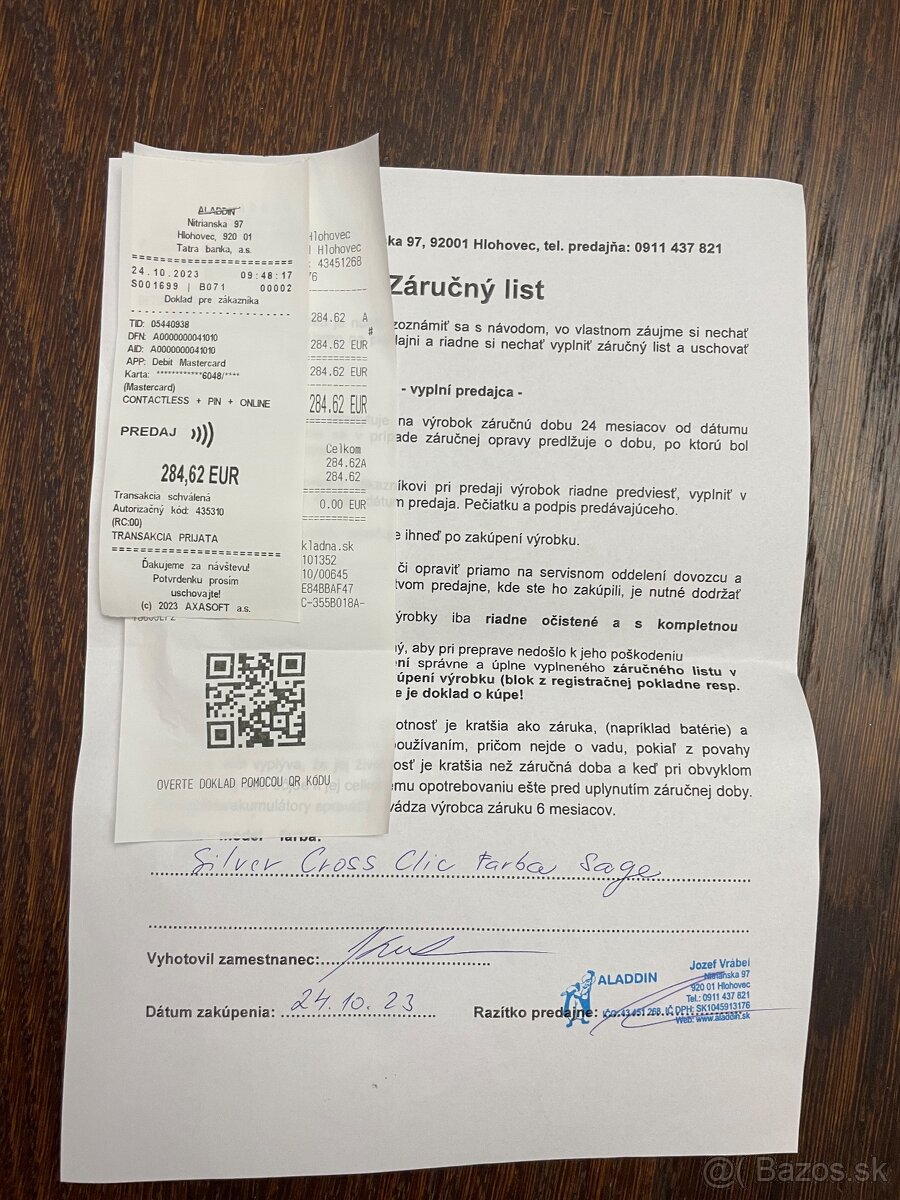 ALADDIN
Nitrianska 97
Hlohovec, 920 01
Tatra banka, a.s.
24.10.2023 09:48:17
S001699 | B071 00002
Doklad pre zákazníka
TID: 05440938
DFN: A0000000041010
AID: A0000000041010
APP: Debit Mastercard
Karta: ************6048/****
(Mastercard)
CONTACTLESS + PIN + ONLINE
PREDAJ
284,62 EUR
Transakcia schválená
Autorizačný kód: 435310
(RC:00)
TRANSAKCIA PRIJATA
Ďakujeme za návštevu!
Potvrdenku prosím
uschovajte!
(c) 2023 AXASOFT a.s.
Hlohovec
Hlohovec
43451268
284.62 A
#
284.62 EUR
284.62 EUR
284.62 EUR
Celkom
284.62A
284.62
0.00 EUR
kladna.sk
101352
10/00645
E84BBAF47
C-355B018A-
OVERTE DOKLAD POMOCOU QR KÓDU
ka 97, 92001 Hlohovec, tel. predajňa: 0911 437 821
Záručný list
zoznámiť sa s návodom, vo vlastnom záujme si nechať
dajni a riadne si nechať vyplniť záručný list a uschovať
- vyplní predajca -
na výrobok záručnú dobu 24 mesiacov od dátumu
ade záručnej opravy predlžuje o dobu, po ktorú bol
níkovi pri predaji výrobok riadne predviesť, vyplniť v
m predaja. Pečiatku a podpis predávajúceho.
e ihneď po zakúpení výrobku.
či opraviť priamo na servisnom oddelení dovozcu a
tvom predajne, kde ste ho zakúpili, je nutné dodržať
ýrobky iba riadne očistené a s kompletnou
ý, aby pri preprave nedošlo k jeho poškodeniu
ení správne a úplne vyplneného záručného listu v
kúpení výrobku (blok z registračnej pokladne resp.
e je doklad o kúpe!
otnosť je kratšia ako záruka, (napríklad batérie) a
používaním, pričom nejde o vadu, pokiaľ z povahy
osť je kratšia než záručná doba a keď pri obvyklom
emu opotrebovaniu ešte pred uplynutím záručnej doby.
vádza výrobca záruku 6 mesiacov.
Silver Cross Clic farba Sage
Vyhotovil zamestnanec:
Dátum zakúpenia: 24.10.23
Razítko predajne:
ALADDIN
Jozef Vrábel
Nitrianska 97
920 01 Hlohovec
Tel.: 0911 437 821
IČO:43 451 268, IČ DPH: SK1045913176
Web: www.aladdin.sk
@( Bazos.sk